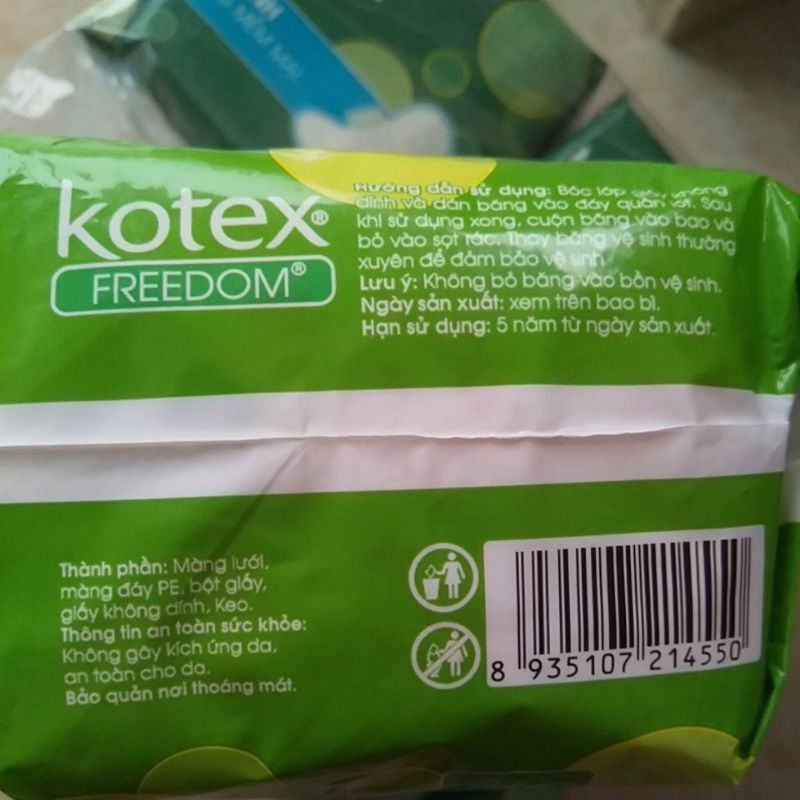 kotex®
FREEDOM®
Hướng dẫn sử dụng: Bóc lớp giấy không
dính và dán băng vào đáy quần lót. Sau
khi sử dụng xong, cuộn băng vào bao và
bỏ vào sọt rác. Thay băng vệ sinh thường
xuyên để đảm bảo vệ sinh.
Lưu ý: Không bỏ băng vào bồn vệ sinh.
Ngày sản xuất: xem trên bao bì.
Hạn sử dụng: 5 năm từ ngày sản xuất.
Thành phần: Màng lưới,
màng đáy PE, bột giấy,
giấy không dính, Keo.
Thông tin an toàn sức khỏe:
Không gây kích ứng da,
an toàn cho da.
Bảo quản nơi thoáng mát.
8 935107 214550